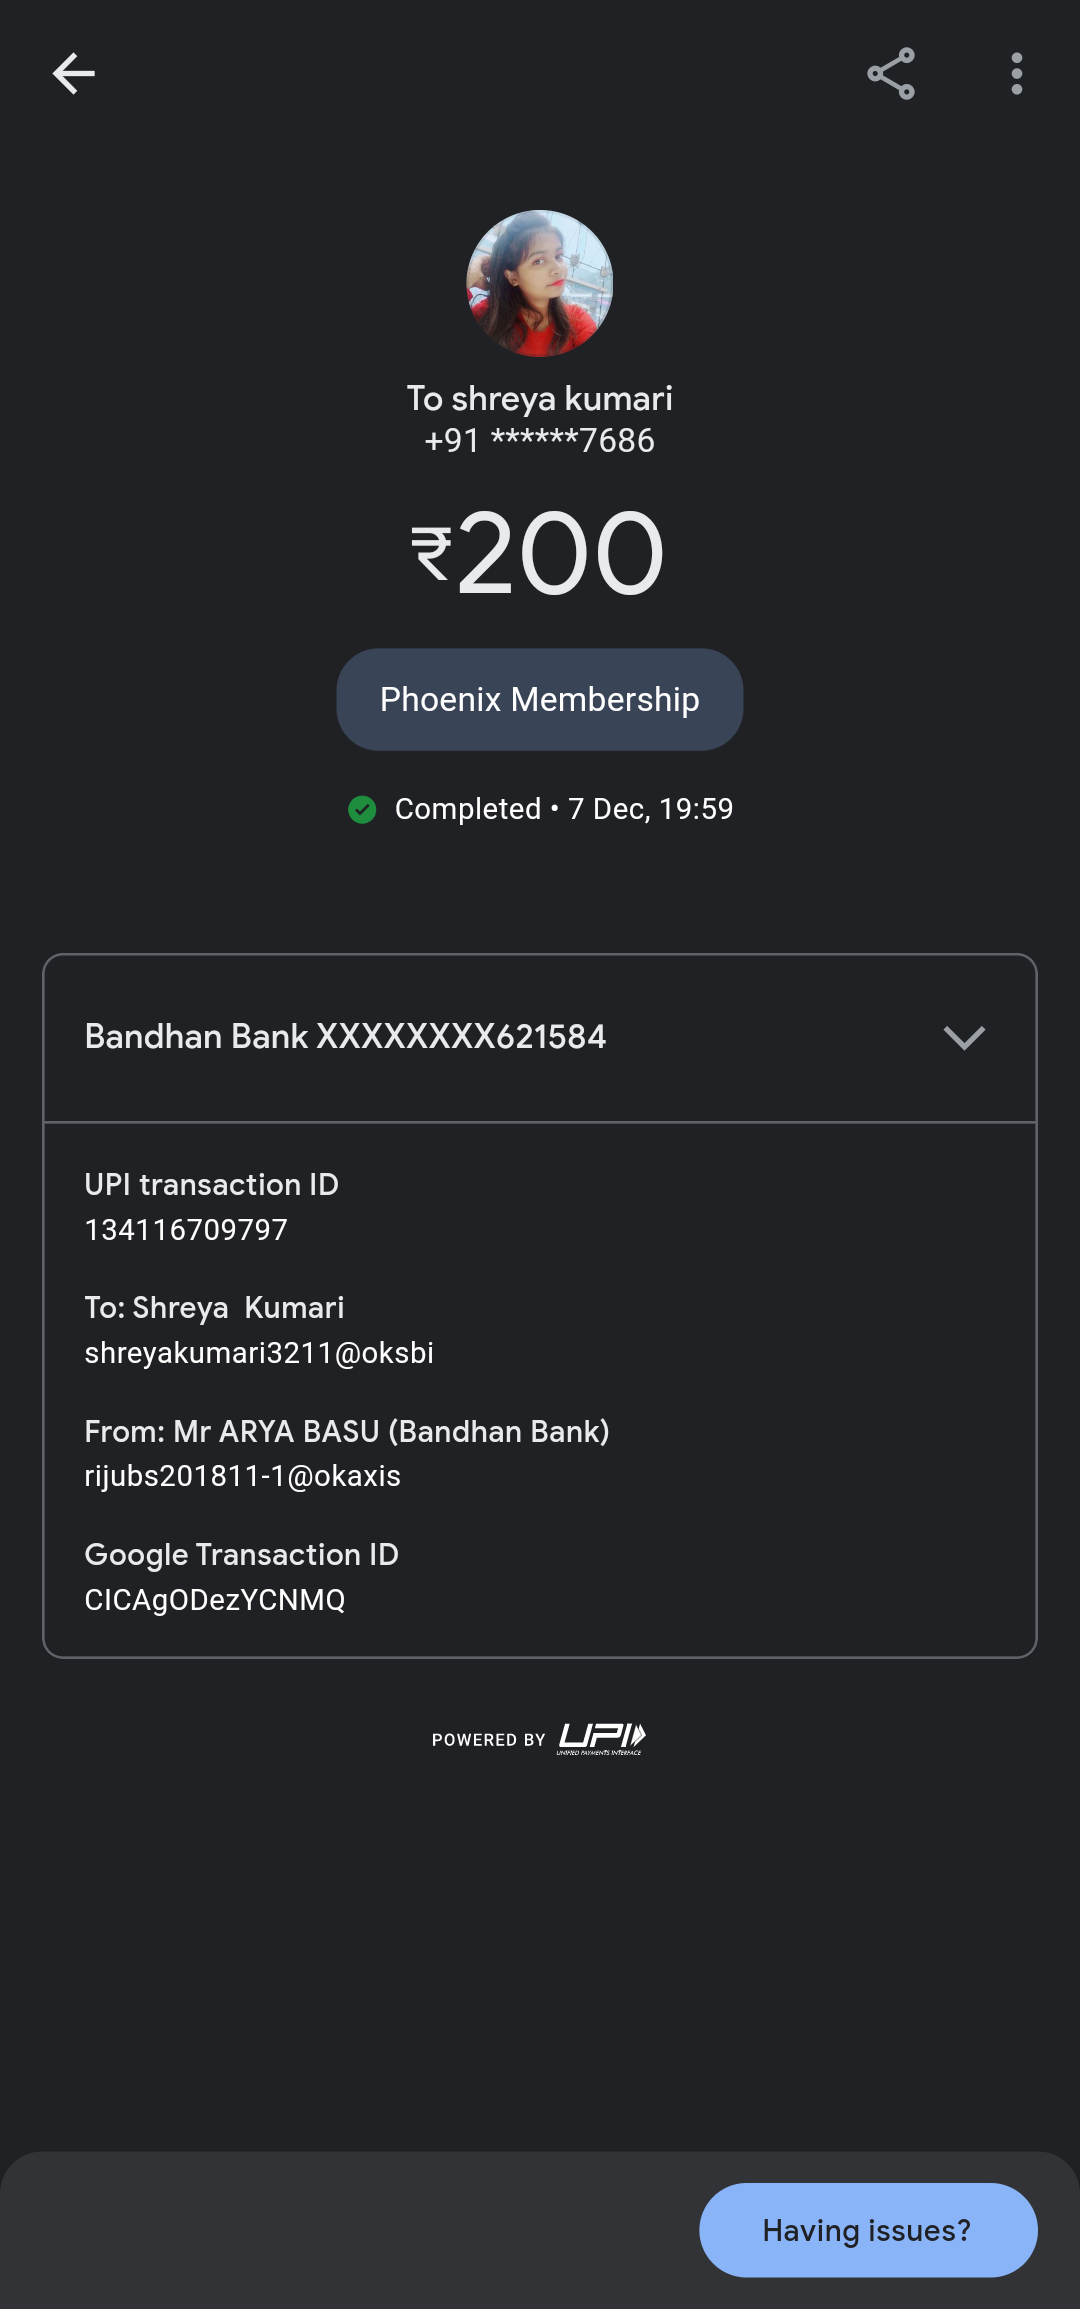 To shreya kumari
+91 ******7686
₹200
Phoenix Membership
Completed • 7 Dec, 19:59
Bandhan Bank XXXXXXXX621584
UPI transaction ID
134116709797
To: Shreya  Kumari
shreyakumari3211@oksbi
From: Mr ARYA BASU (Bandhan Bank)
rijubs201811-1@okaxis
Google Transaction ID
CICAgODezYCNMQ
POWERED BY UPI
UNIFIED PAYMENTS INTERFACE
Having issues?